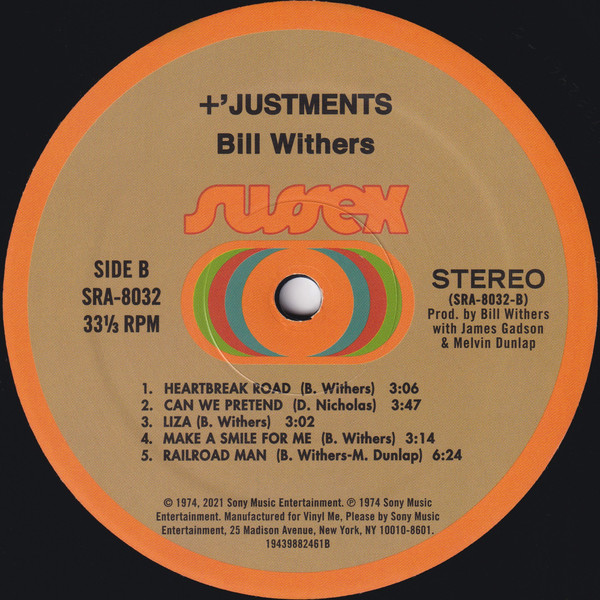 +'JUSTMENTS
Bill Withers
sussex
SIDE B
SRA-8032
33⅓ RPM
STEREO
(SRA-8032-B)
Prod. by Bill Withers
with James Gadson
& Melvin Dunlap
1. HEARTBREAK ROAD (B. Withers) 3:06
2. CAN WE PRETEND (D. Nicholas) 3:47
3. LIZA (B. Withers) 3:02
4. MAKE A SMILE FOR ME (B. Withers) 3:14
5. RAILROAD MAN (B. Withers-M. Dunlap) 6:24
© 1974, 2021 Sony Music Entertainment. ℗ 1974 Sony Music
Entertainment. Manufactured for Vinyl Me, Please by Sony Music
Entertainment, 25 Madison Avenue, New York, NY 10010-8601.
19439882461B